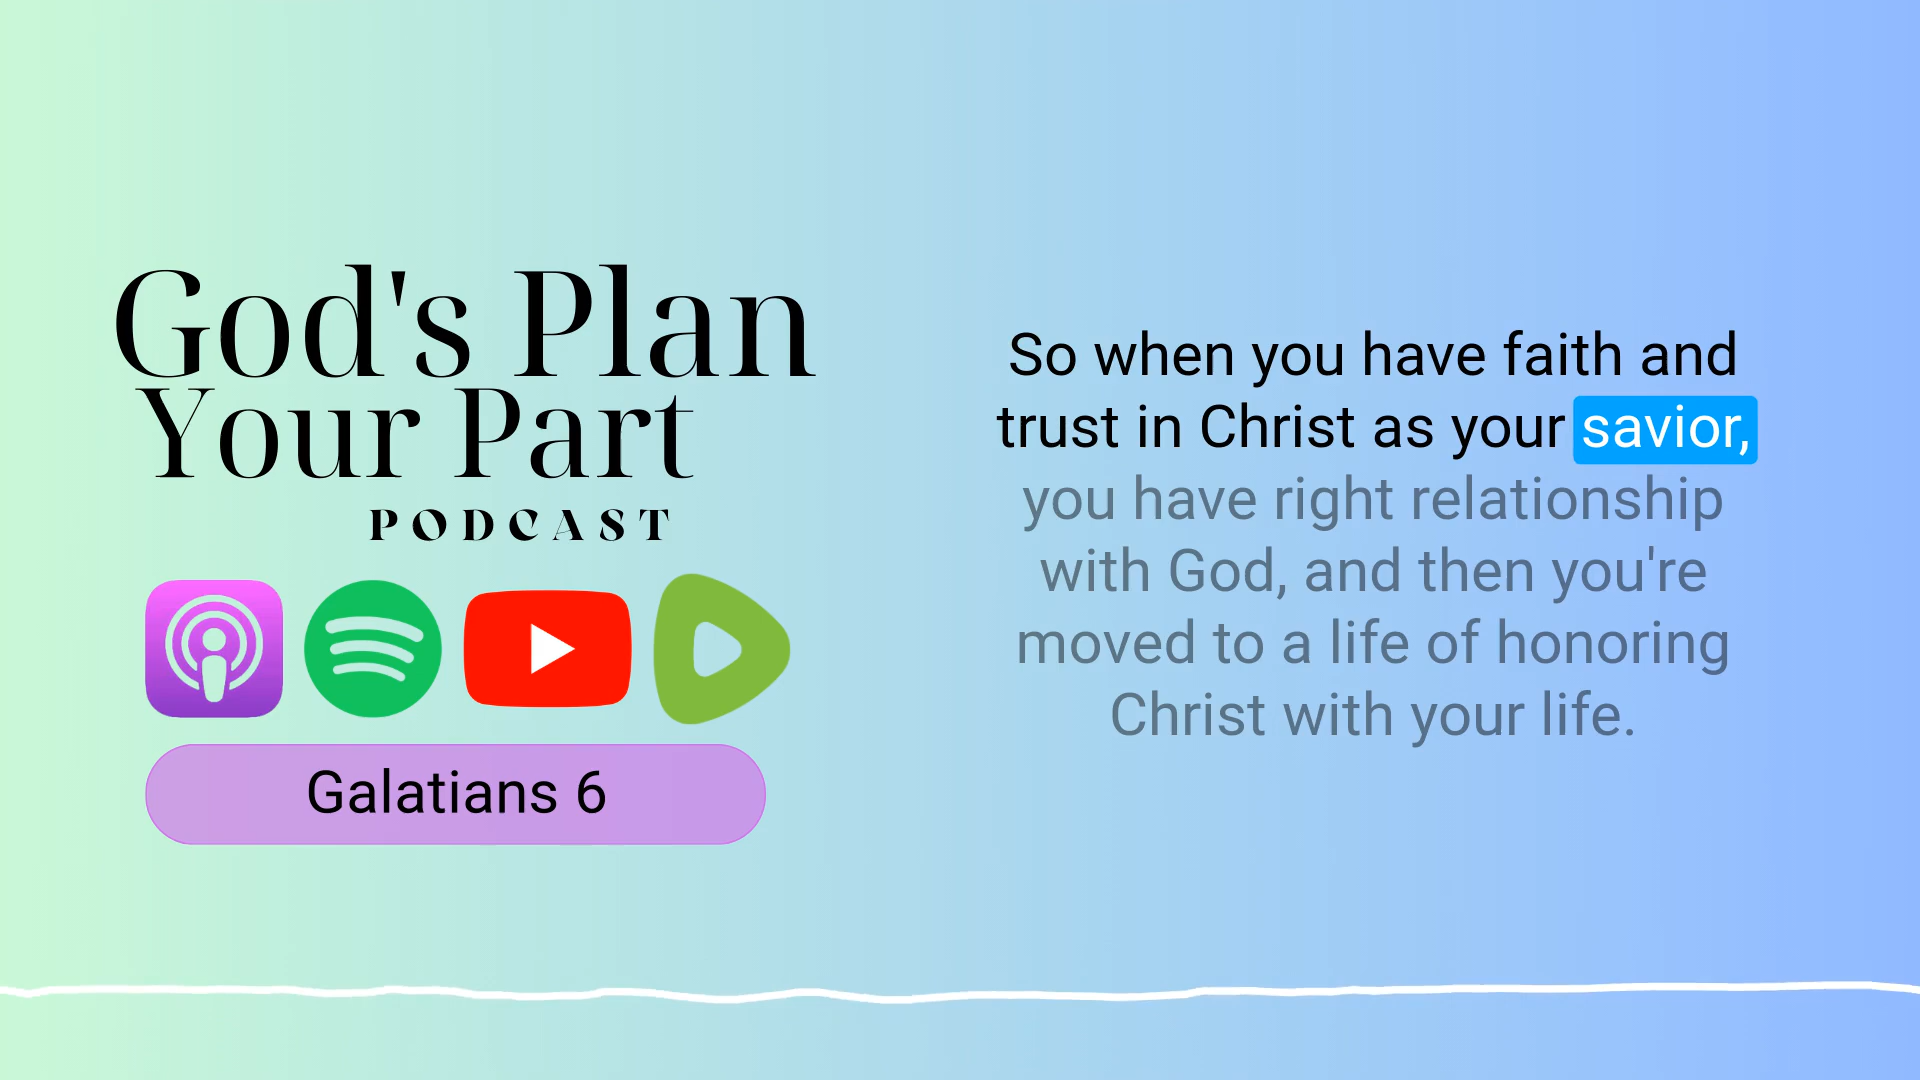 God's Plan
Your Part
PODCAST
Galatians 6
So when you have faith and
trust in Christ as your savior,
you have right relationship
with God, and then you're
moved to a life of honoring
Christ with your life.